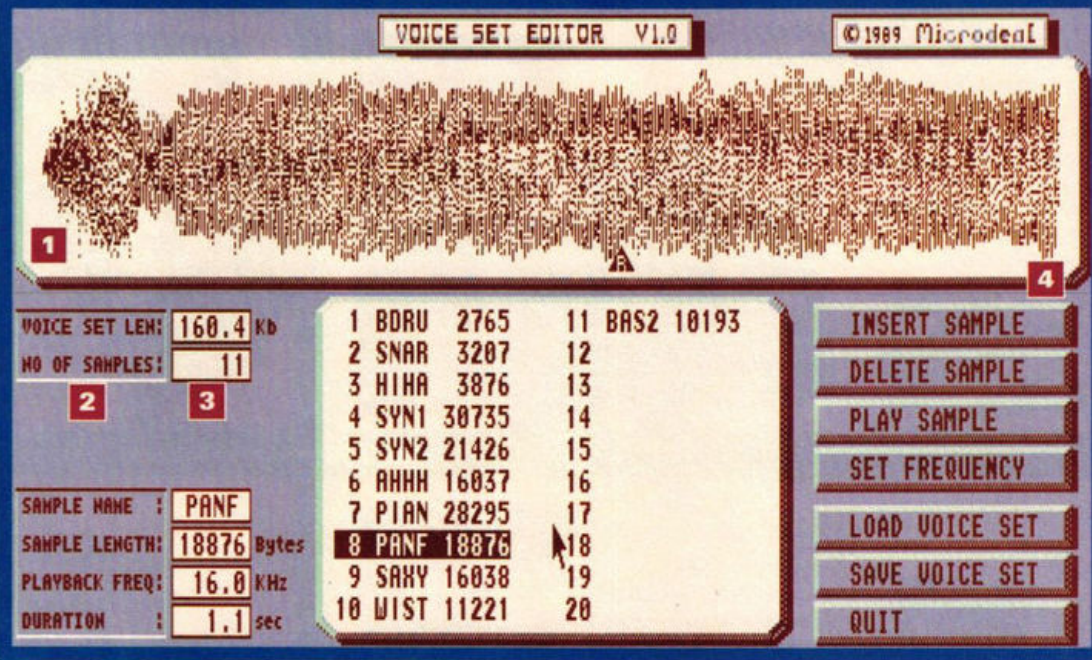 VOICE SET EDITOR V1.0
©1989 Microdeal
R
1
4
VOICE SET LEN: 160.4 Kb
NO OF SAMPLES: 11
2
3
SAMPLE NAME : PANF
SAMPLE LENGTH: 18876 Bytes
PLAYBACK FREQ: 16.0 KHz
DURATION : 1.1 sec
1 BDRU 2765
2 SNAR 3207
3 HIHA 3876
4 SYN1 30735
5 SYN2 21426
6 AHHH 16037
7 PIAN 28295
8 PANF 18876
9 SAXY 16038
10 WIST 11221
11 BAS2 10193
12
13
14
15
16
17
18
19
20
INSERT SAMPLE
DELETE SAMPLE
PLAY SAMPLE
SET FREQUENCY
LOAD VOICE SET
SAVE VOICE SET
QUIT